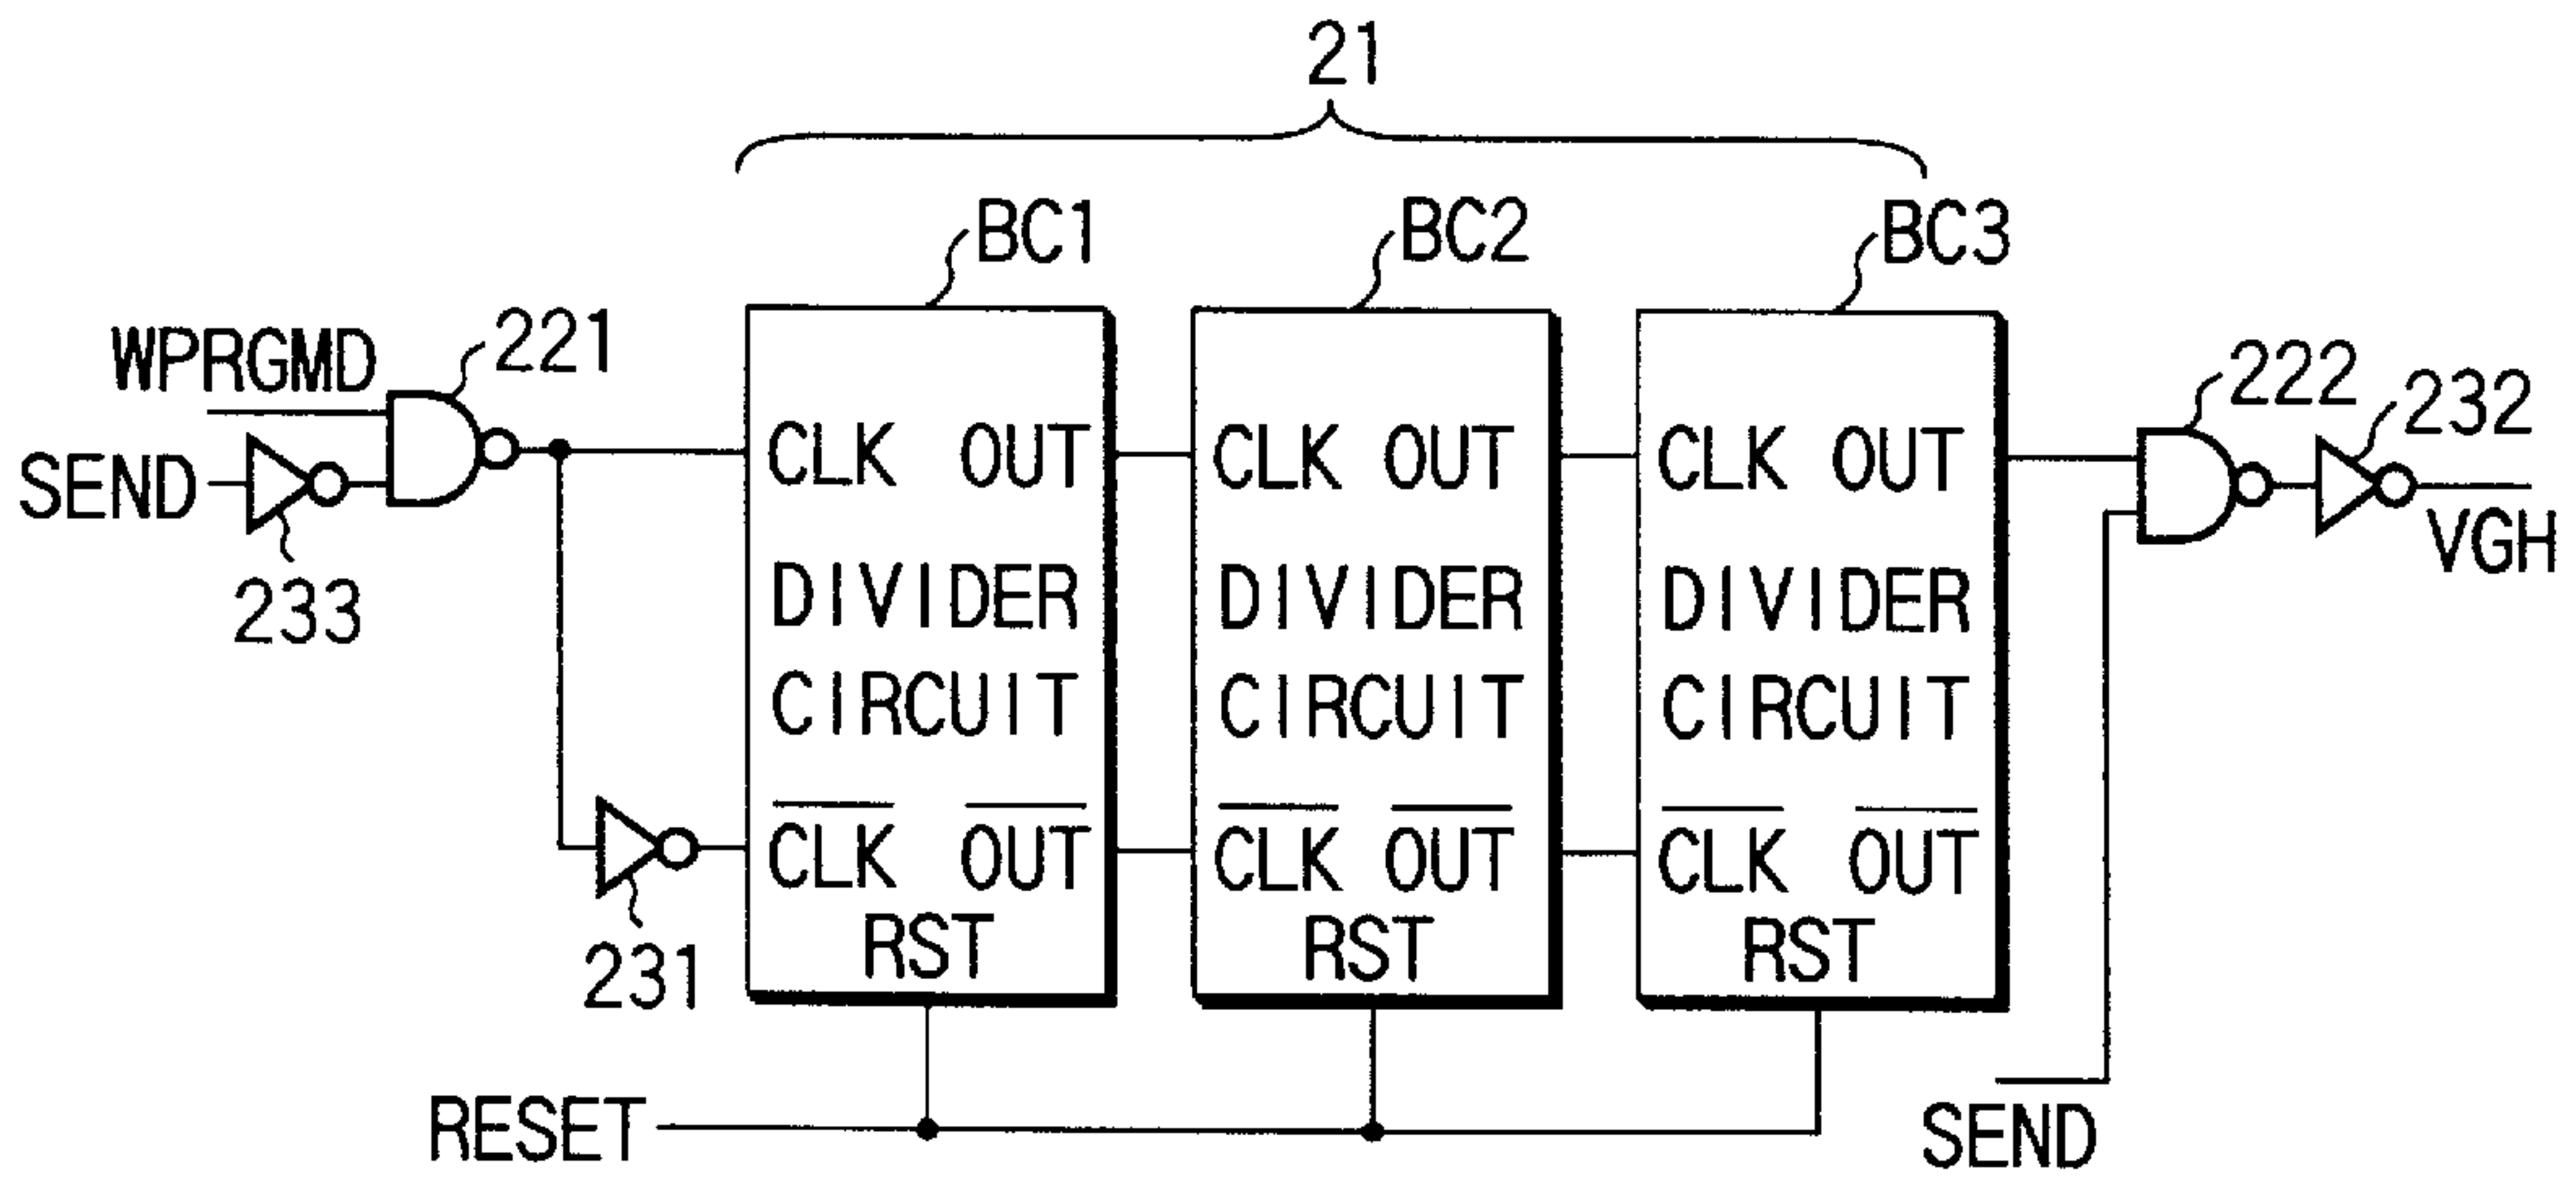 21
BC1
BC2
BC3
WPRGMD
221
SEND
233
CLK OUT
DIVIDER
CIRCUIT
CLK OUT
RST
CLK OUT
DIVIDER
CIRCUIT
CLK OUT
RST
CLK OUT
DIVIDER
CIRCUIT
CLK OUT
RST
222
232
VGH
231
RESET
SEND